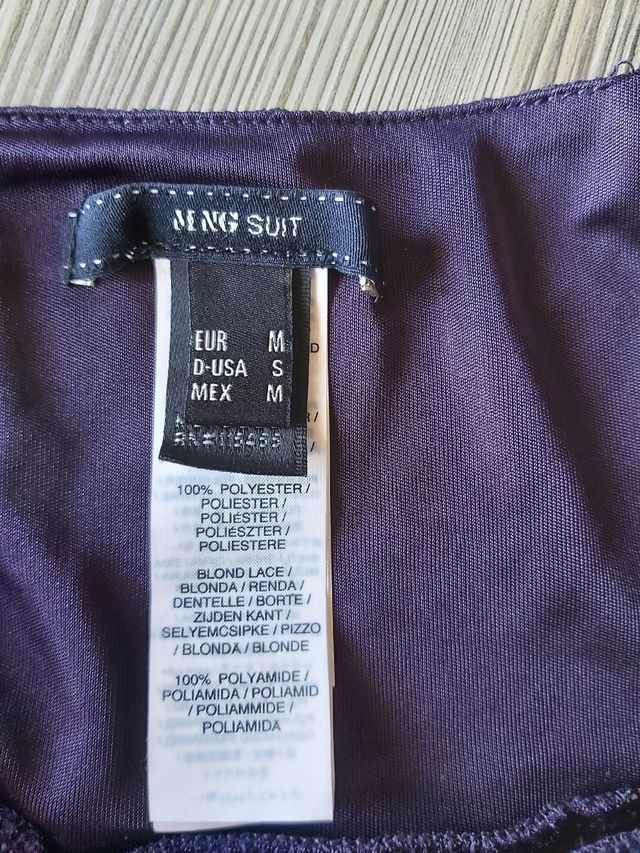 MNG SUIT
EUR M
D-USA S
MEX M
D
/
/
100% POLYESTER /
POLIESTER /
POLIÉSTER /
POLIÉSZTER /
POLIESTERE
BLOND LACE /
BLONDA / RENDA /
DENTELLE / BORTE /
ZIJDEN KANT /
SELYEMCSIPKE / PIZZO
/ BLONDA / BLONDE
100% POLYAMIDE /
POLIAMIDA / POLIAMID
/ POLIAMMIDE /
POLIAMIDA